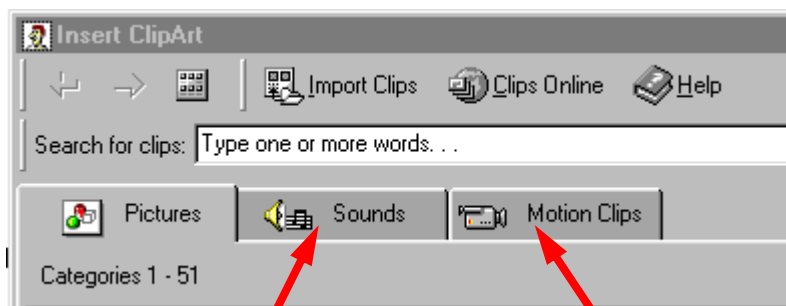 Insert ClipArt
Import Clips Clips Online Help
Search for clips: Type one or more words. . .
Pictures Sounds Motion Clips
Categories 1 - 51